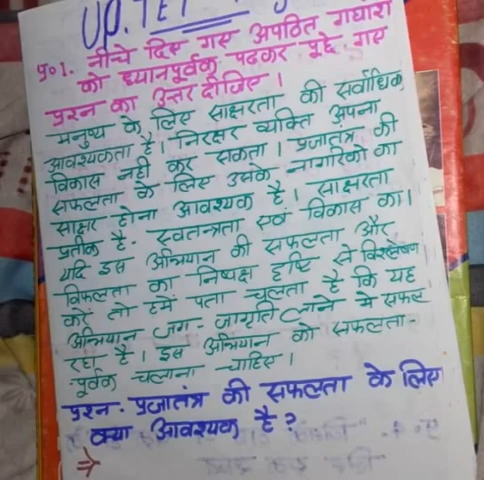 UP.TET
प्र०1. नीचे दिए गए अपठित गद्यांश
को ध्यानपूर्वक पढ़कर पूछे गए
प्रश्न का उत्तर दीजिए।
मनुष्य के लिए साक्षरता की सर्वाधिक
आवश्यकता है। निरक्षर व्यक्ति अपना
विकास नहीं कर सकता। प्रजातंत्र की
सफलता के लिए उसके नागरिकों का
साक्षर होना आवश्यक है। साक्षरता
प्रतीक है- स्वतन्त्रता एवं विकास का।
यदि इस अभियान की सफलता और
विफलता का निष्पक्ष दृष्टि से विश्लेषण
करें तो हमें पता चलता है कि यह
अभियान जग-जागृति लाने में सफल
रहा है। इस अभियान को सफलता-
पूर्वक चलाना चाहिए।
प्रश्न- प्रजातंत्र की सफलता के लिए
क्या आवश्यक है?
⇒